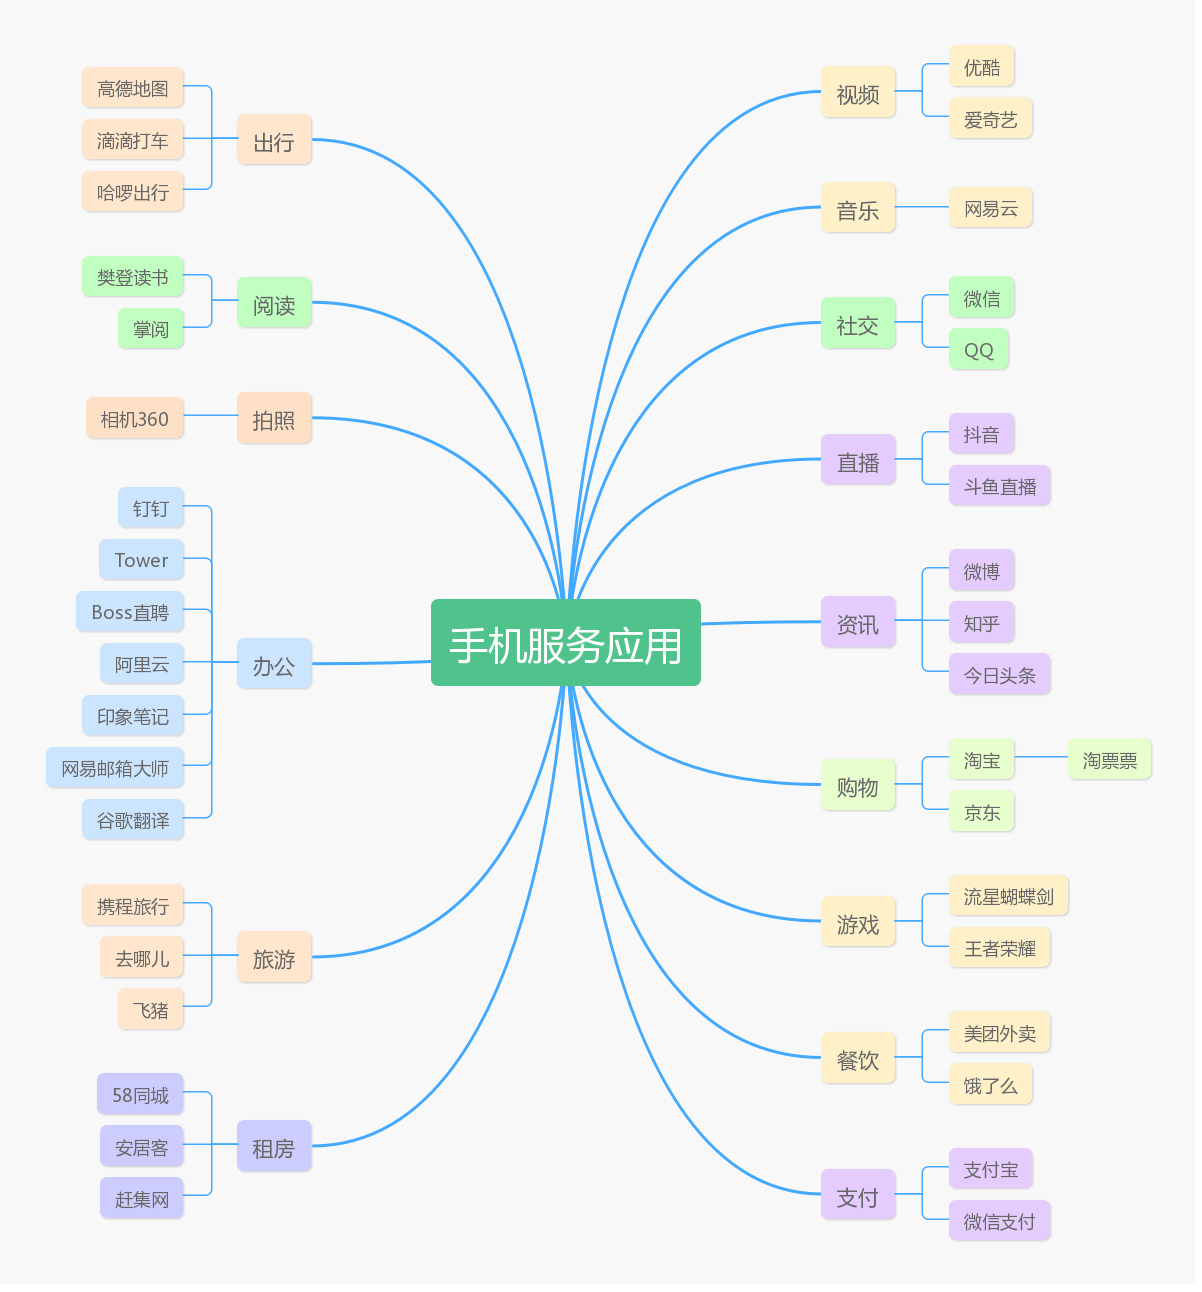 手机服务应用
视频
优酷
爱奇艺
音乐
网易云
社交
微信
QQ
直播
抖音
斗鱼直播
资讯
微博
知乎
今日头条
购物
淘宝
淘票票
京东
游戏
流星蝴蝶剑
王者荣耀
餐饮
美团外卖
饿了么
支付
支付宝
微信支付
出行
高德地图
滴滴打车
哈啰出行
阅读
樊登读书
掌阅
拍照
相机360
办公
钉钉
Tower
Boss直聘
阿里云
印象笔记
网易邮箱大师
谷歌翻译
旅游
携程旅行
去哪儿
飞猪
租房
58同城
安居客
赶集网